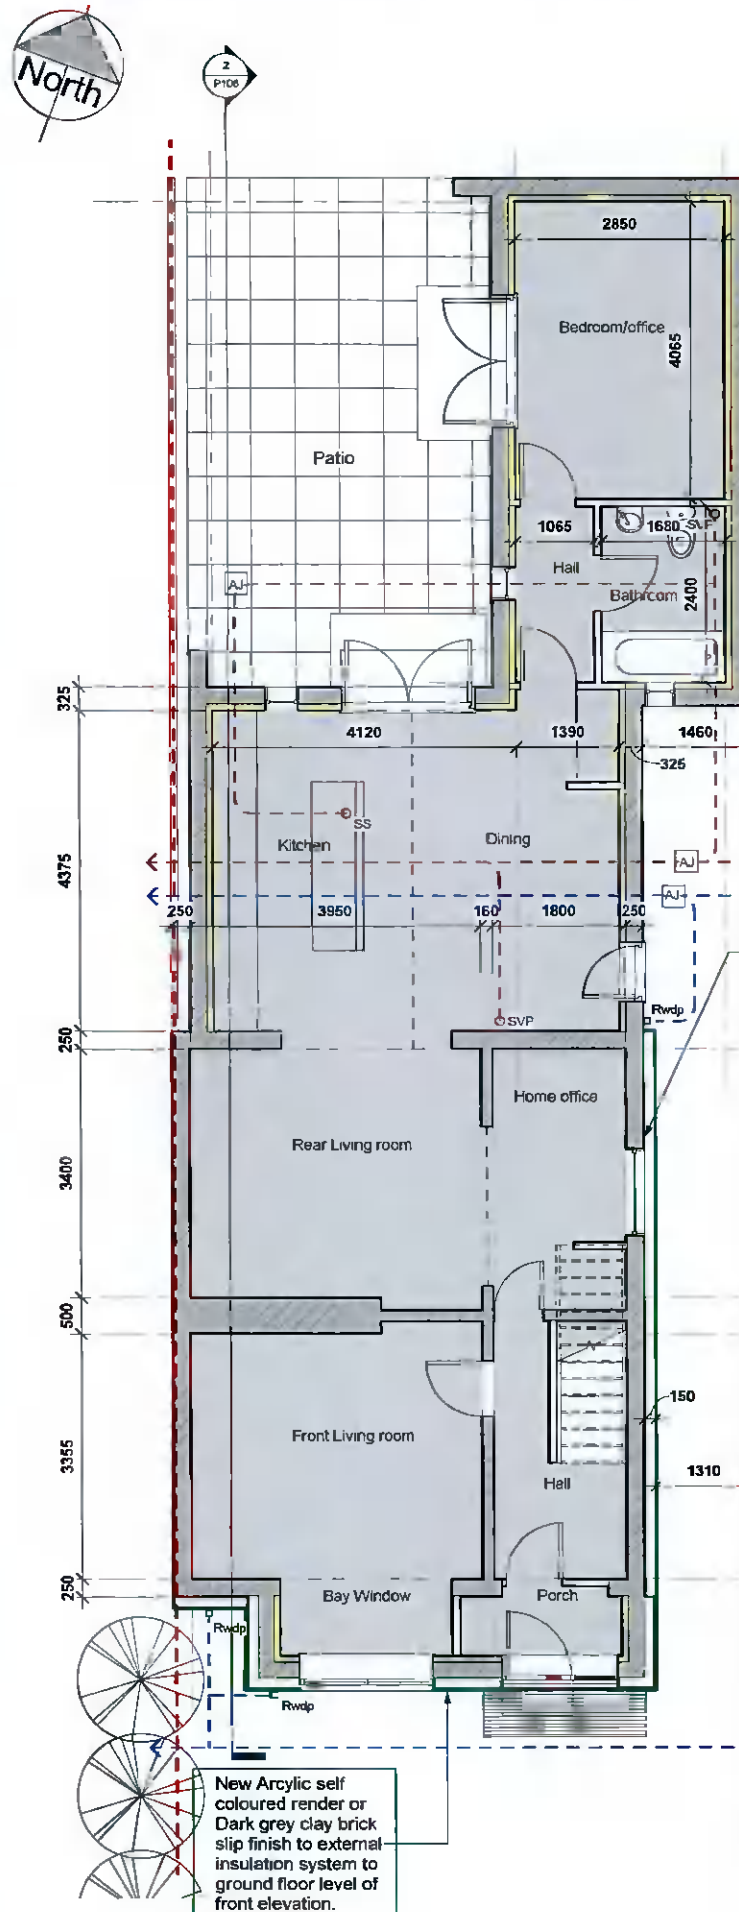 North
2
P106
2850
Bedroom/office
4065
Patio
1065
1680
SVP
Hall
Bathroom
2400
AJ
325
4120
1390
1460
325
SS
Kitchen
Dining
4375
AJ
AJ
250
3950
160
1800
250
Rwdp
SVP
250
Home office
Rear Living room
3400
500
150
Front Living room
3355
1310
Hall
250
Bay Window
Porch
Rwdp
Rwdp
New Arcylic self
coloured render or
Dark grey clay brick
slip finish to external
insulation system to
ground floor level of
front elevation.